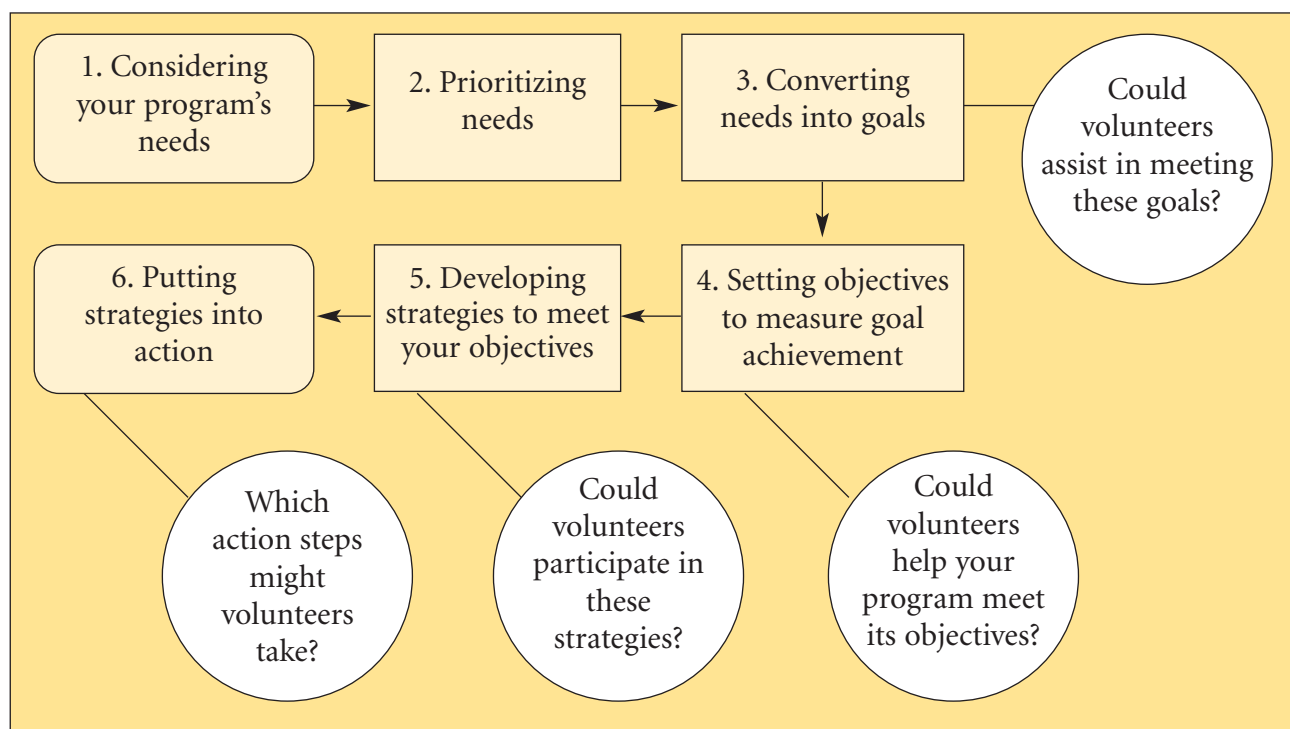 1. Considering
your program's
needs
2. Prioritizing
needs
3. Converting
needs into goals
Could
volunteers
assist in meeting
these goals?
4. Setting objectives
to measure goal
achievement
5. Developing
strategies to meet
your objectives
6. Putting
strategies into
action
Which
action steps
might
volunteers
take?
Could
volunteers
participate in
these
strategies?
Could
volunteers
help your
program meet
its objectives?